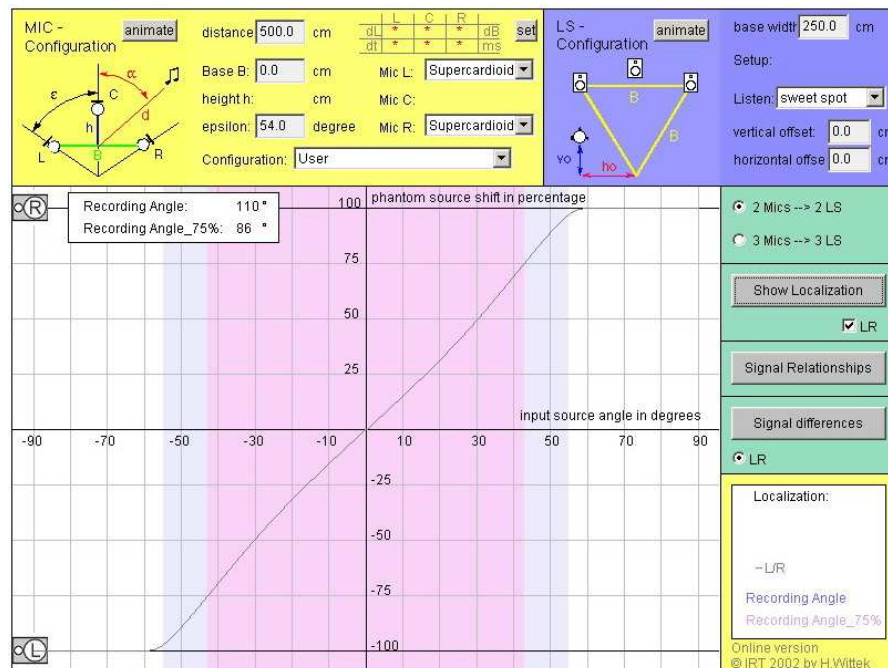 MIC - Configuration
animate
ε
α
C
d
h
L
B
R
distance 500.0 cm
Base B: 0.0 cm
height h: cm
epsilon: 54.0 degree
Configuration: User
L C R
dL * * * dB
dt * * * ms
set
Mic L: Supercardioid
Mic C:
Mic R: Supercardioid
LS - Configuration
animate
B
B
vo
ho
base width 250.0 cm
Setup:
Listen: sweet spot
vertical offset: 0.0 cm
horizontal offse 0.0 cm
R
Recording Angle: 110 °
Recording Angle_75%: 86 °
100 phantom source shift in percentage
75
50
25
input source angle in degrees
-90 -70 -50 -30 -10 10 30 50 70 90
-25
-50
-75
-100
L
2 Mics --> 2 LS
3 Mics --> 3 LS
Show Localization
LR
Signal Relationships
Signal differences
LR
Localization:
– L/R
Recording Angle
Recording Angle_75%
Online version
© IRT 2002 by H.Wittek